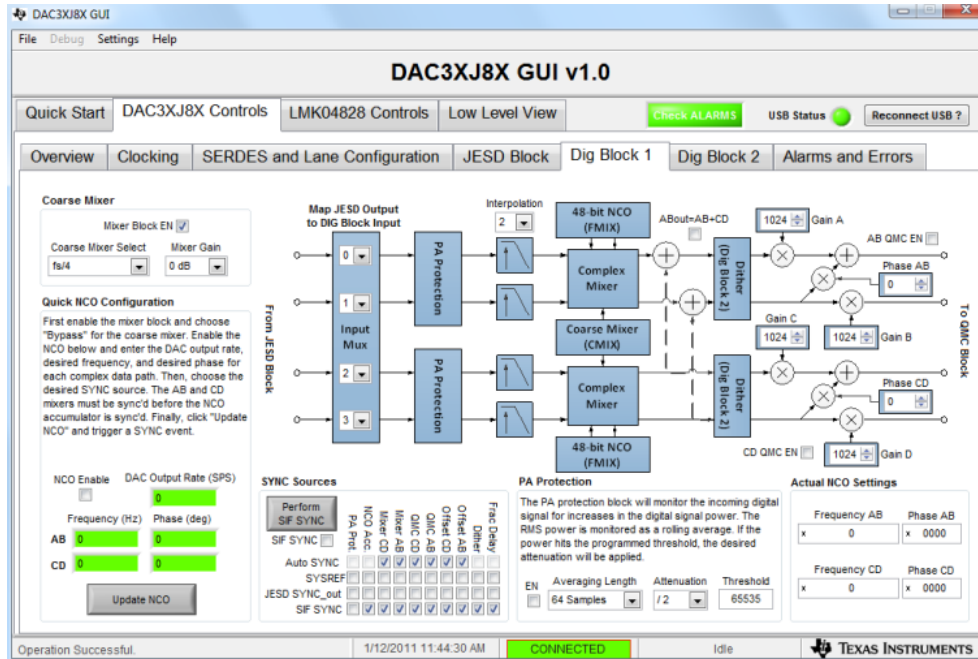 DAC3XJ8X GUI
File Debug Settings Help
DAC3XJ8X GUI v1.0
Quick Start DAC3XJ8X Controls LMK04828 Controls Low Level View Check ALARMS USB Status Reconnect USB ?
Overview Clocking SERDES and Lane Configuration JESD Block Dig Block 1 Dig Block 2 Alarms and Errors
Coarse Mixer
Mixer Block EN
Coarse Mixer Select Mixer Gain
fs/4 0 dB
Quick NCO Configuration
First enable the mixer block and choose
"Bypass" for the coarse mixer. Enable the
NCO below and enter the DAC output rate,
desired frequency, and desired phase for
each complex data path. Then, choose the
desired SYNC source. The AB and CD
mixers must be sync'd before the NCO
accumulator is sync'd. Finally, click "Update
NCO" and trigger a SYNC event.
NCO Enable DAC Output Rate (SPS)
0
Frequency (Hz) Phase (deg)
AB 0 0
CD 0 0
Update NCO
From JESD Block
Map JESD Output
to DIG Block Input
0
1
Input
Mux
2
3
PA Protection
PA Protection
Interpolation
2
48-bit NCO
(FMIX)
Complex
Mixer
Coarse Mixer
(CMIX)
Complex
Mixer
48-bit NCO
(FMIX)
ABout=AB+CD
Dither
(Dig Block 2)
Dither
(Dig Block 2)
1024 Gain A
AB QMC EN
Phase AB
0
Gain C
1024 1024 Gain B
Phase CD
0
CD QMC EN 1024 Gain D
To QMC Block
SYNC Sources
Perform
SIF SYNC
SIF SYNC
PA Prot.
NCO Acc.
Mixer CD
Mixer AB
QMC CD
QMC AB
Offset CD
Offset AB
Dither
Frac Delay
Auto SYNC
SYSREF
JESD SYNC_out
SIF SYNC
PA Protection
The PA protection block will monitor the incoming digital
signal for increases in the digital signal power. The
RMS power is monitored as a rolling average. If the
power hits the programmed threshold, the desired
attenuation will be applied.
EN Averaging Length Attenuation Threshold
64 Samples / 2 65535
Actual NCO Settings
Frequency AB Phase AB
x 0 x 0000
Frequency CD Phase CD
x 0 x 0000
Operation Successful. 1/12/2011 11:44:30 AM CONNECTED Idle TEXAS INSTRUMENTS